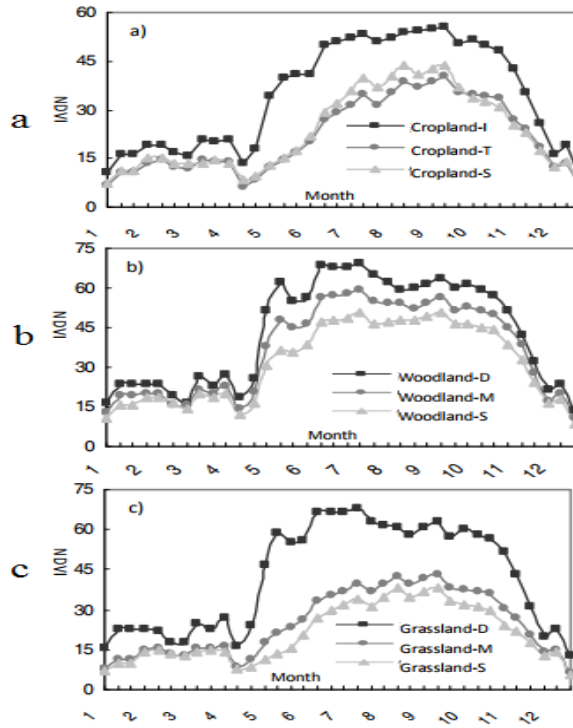 a
a)
60
45
30
15
0
NDVI
Cropland-I
Cropland-T
Cropland-S
Month
1 2 3 4 5 6 7 8 9 10 11 12
b
b)
75
60
45
30
15
0
NDVI
Woodland-D
Woodland-M
Woodland-S
Month
1 2 3 4 5 6 7 8 9 10 11 12
c
c)
75
60
45
30
15
0
NDVI
Grassland-D
Grassland-M
Grassland-S
Month
1 2 3 4 5 6 7 8 9 10 11 12